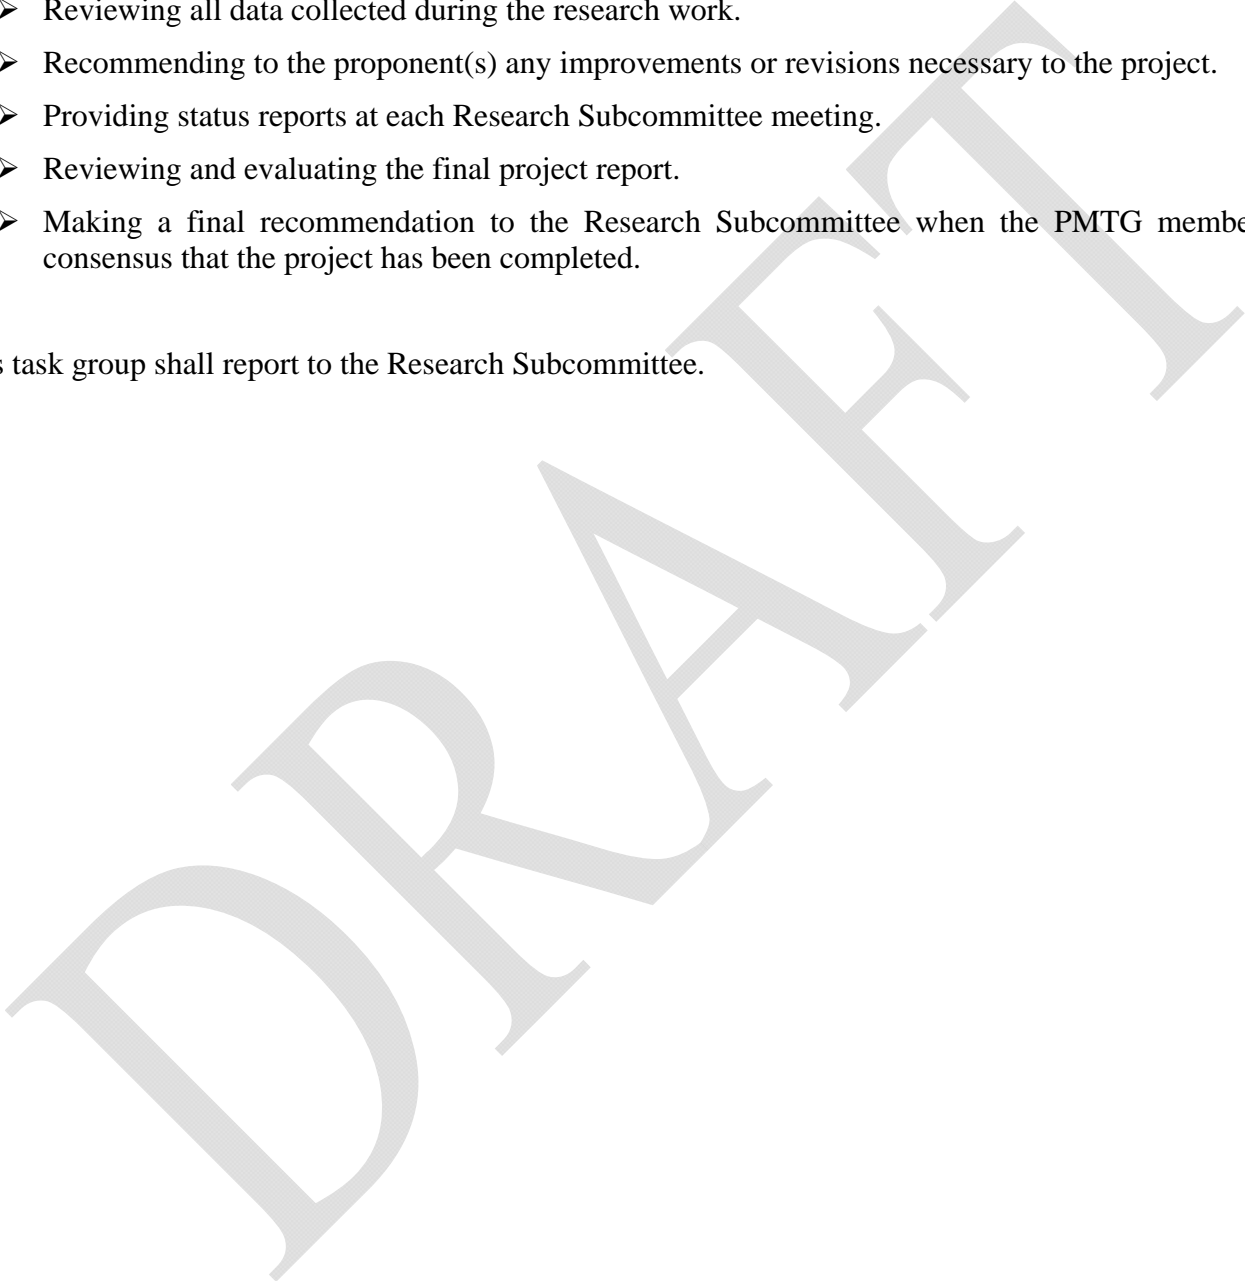 ➢ Reviewing all data collected during the research work.
➢ Recommending to the proponent(s) any improvements or revisions necessary to the project.
➢ Providing status reports at each Research Subcommittee meeting.
➢ Reviewing and evaluating the final project report.
➢ Making a final recommendation to the Research Subcommittee when the PMTG
consensus that the project has been completed.
task group shall report to the Research Subcommittee.
DRAFT